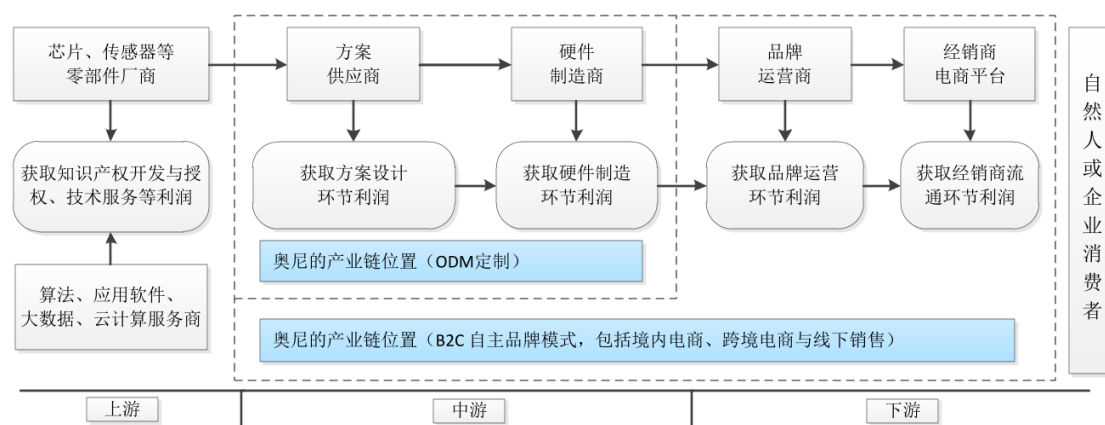 芯片、传感器等
零部件厂商
方案
供应商
硬件
制造商
品牌
运营商
经销商
电商平台
获取知识产权开发与授
权、技术服务等利润
获取方案设计
环节利润
获取硬件制造
环节利润
获取品牌运营
环节利润
获取经销商流
通环节利润
算法、应用软件、
大数据、云计算服务商
奥尼的产业链位置（ODM定制）
奥尼的产业链位置（B2C 自主品牌模式，包括境内电商、跨境电商与线下销售）
自然人或企业消费者
上游
中游
下游